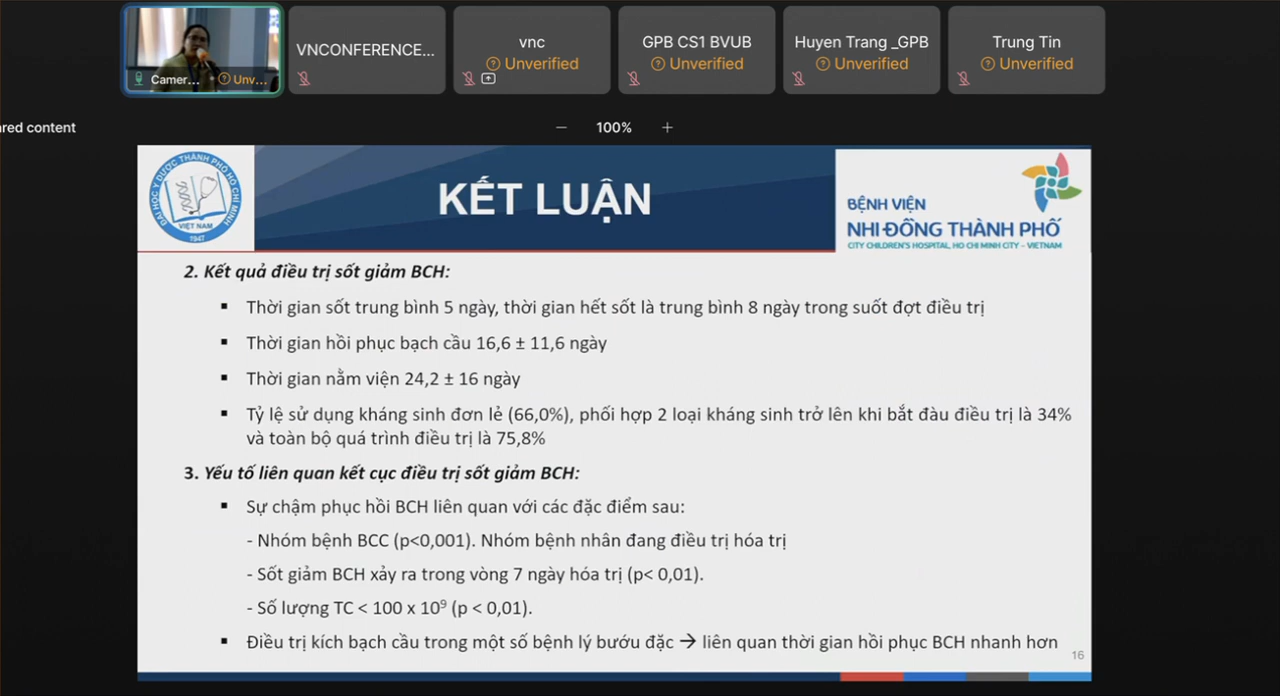 Camer...
Unv...
VNCONFERENCE...
vnc
Unverified
GPB CS1 BVUB
Unverified
Huyen Trang _GPB
Unverified
Trung Tin
Unverified
red content
100%
ĐẠI HỌC Y DƯỢC THÀNH PHỐ HỒ CHÍ MINH
VIỆT NAM
1947
KẾT LUẬN
BỆNH VIỆN
NHI ĐỒNG THÀNH PHỐ
CITY CHILDREN'S HOSPITAL, HO CHI MINH CITY - VIETNAM
2. Kết quả điều trị sốt giảm BCH:
▪ Thời gian sốt trung bình 5 ngày, thời gian hết sốt là trung bình 8 ngày trong suốt đợt điều trị
▪ Thời gian hồi phục bạch cầu 16,6 ± 11,6 ngày
▪ Thời gian nằm viện 24,2 ± 16 ngày
▪ Tỷ lệ sử dụng kháng sinh đơn lẻ (66,0%), phối hợp 2 loại kháng sinh trở lên khi bắt đàu điều trị là 34%
và toàn bộ quá trình điều trị là 75,8%
3. Yếu tố liên quan kết cục điều trị sốt giảm BCH:
▪ Sự chậm phục hồi BCH liên quan với các đặc điểm sau:
- Nhóm bệnh BCC (p<0,001). Nhóm bệnh nhân đang điều trị hóa trị
- Sốt giảm BCH xảy ra trong vòng 7 ngày hóa trị (p< 0,01).
- Số lượng TC < 100 x 10⁹ (p < 0,01).
▪ Điều trị kích bạch cầu trong một số bệnh lý bướu đặc → liên quan thời gian hồi phục BCH nhanh hơn
16